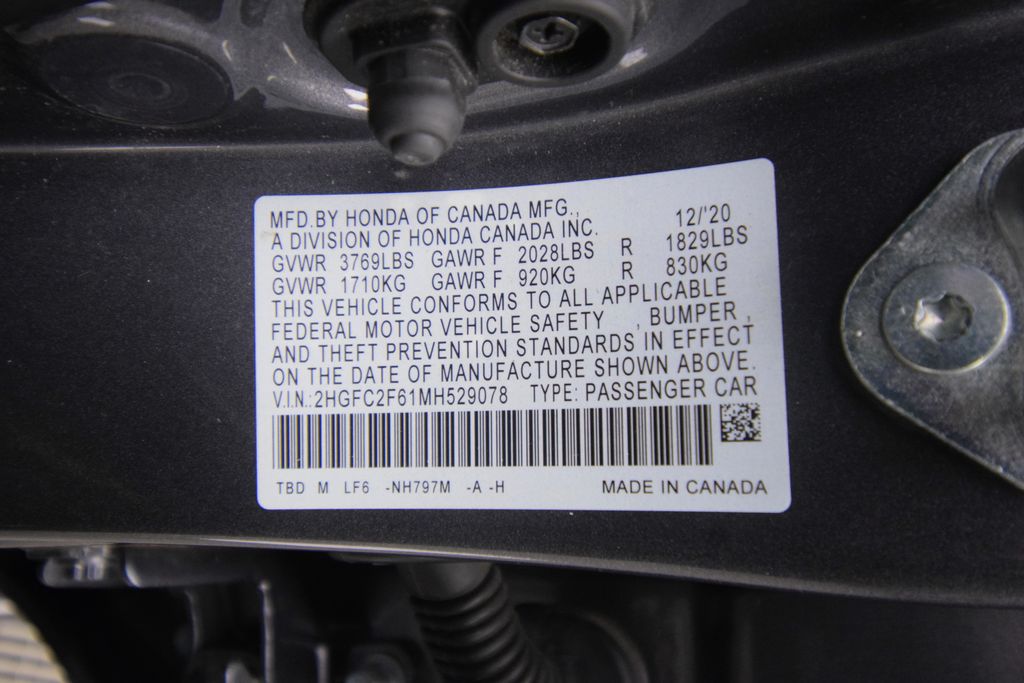 MFD.BY HONDA OF CANADA MFG.,
A DIVISION OF HONDA CANADA INC. 12/'20
GVWR 3769LBS GAWR F 2028LBS R 1829LBS
GVWR 1710KG GAWR F 920KG R 830KG
THIS VEHICLE CONFORMS TO ALL APPLICABLE
FEDERAL MOTOR VEHICLE SAFETY , BUMPER ,
AND THEFT PREVENTION STANDARDS IN EFFECT
ON THE DATE OF MANUFACTURE SHOWN ABOVE.
V.I.N.:2HGFC2F61MH529078 TYPE: PASSENGER CAR
TBD M LF6 -NH797M -A -H MADE IN CANADA